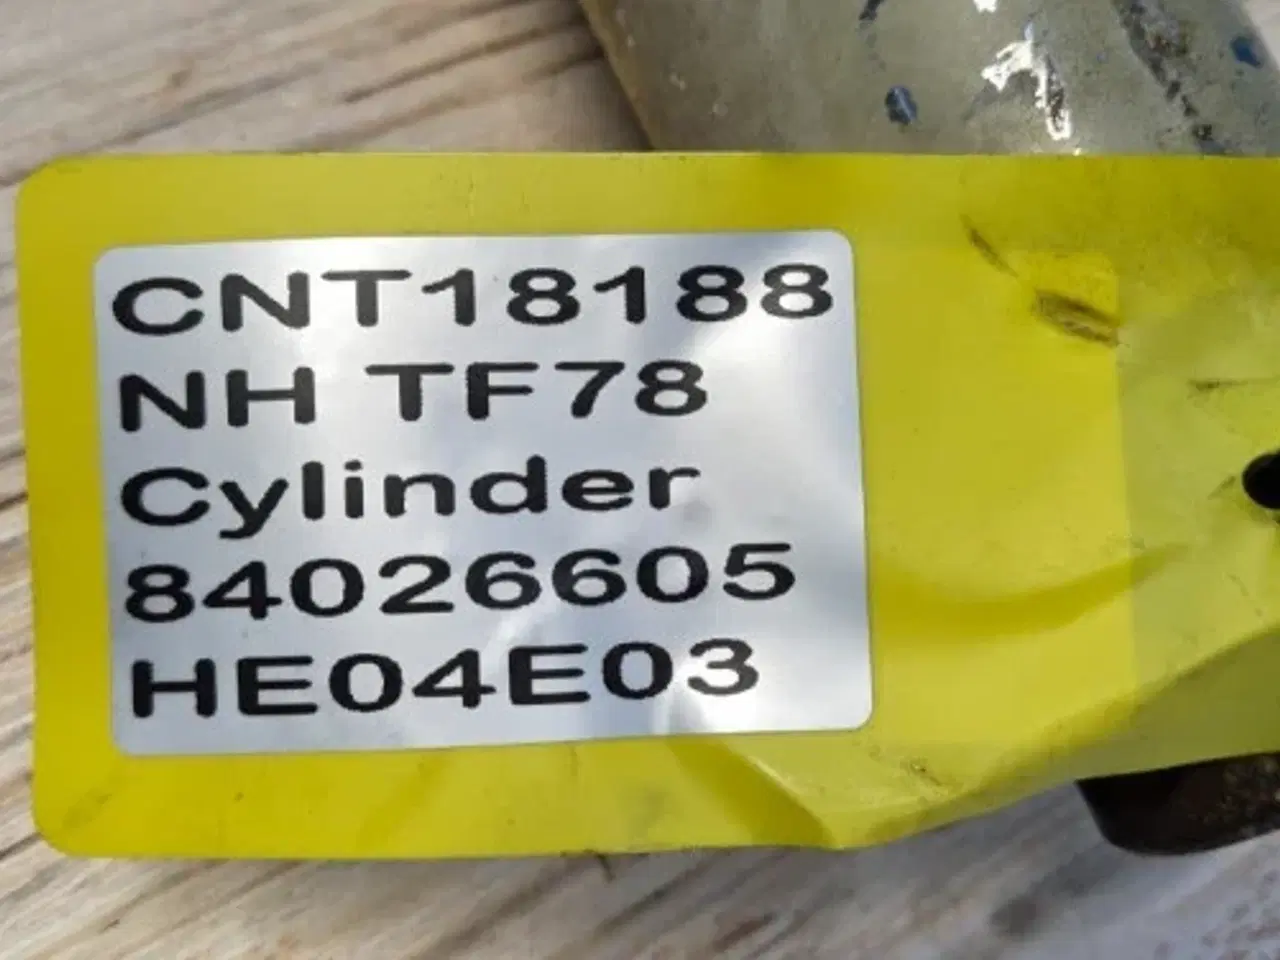 CNT18188
NH TF78
Cylinder
84026605
HE04E03